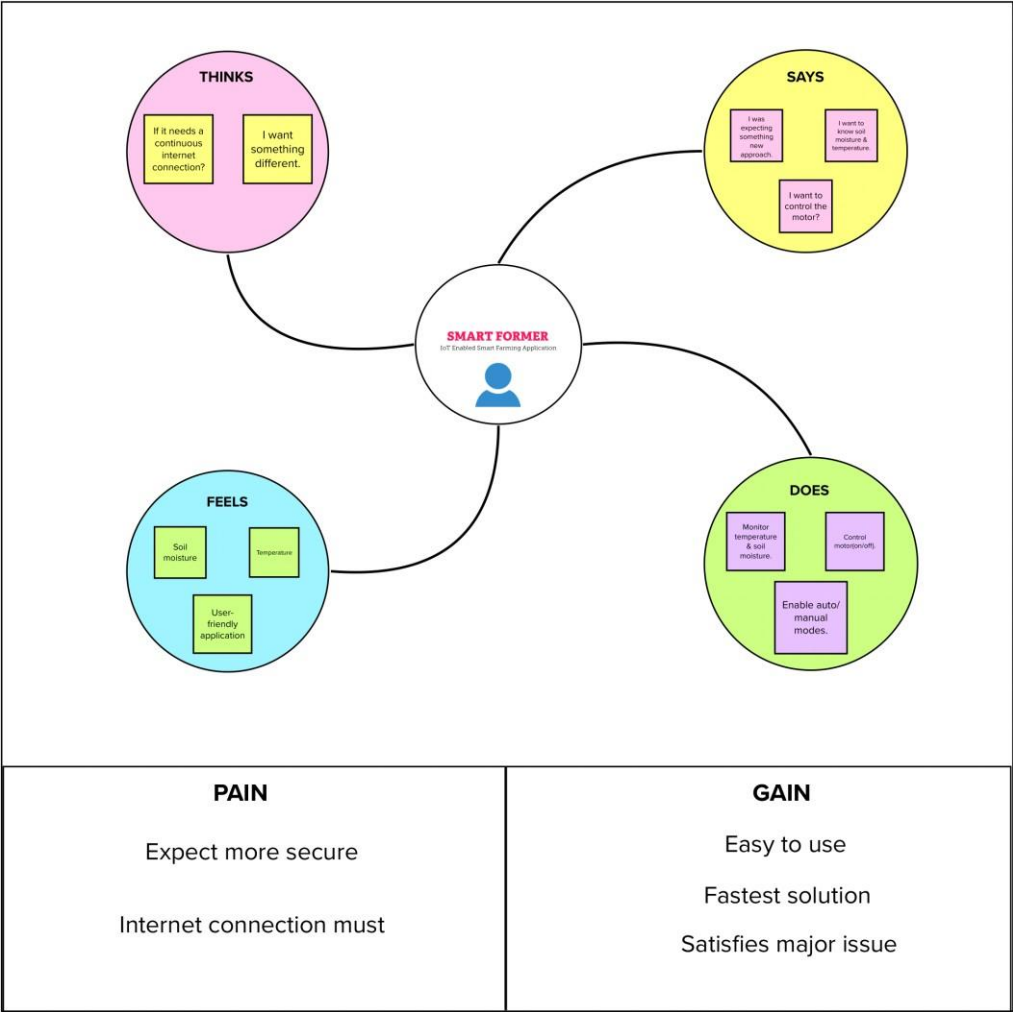 THINKS
If it needs a
continuous
internet
connection?
I want
something
different.
SAYS
I was
expecting
something
new
approach.
I want to
know soil
moisture &
temperature.
I want to
control the
motor?
SMART FORMER
IoT Enabled Smart Farming Application
FEELS
Soil
moisture
Temperature
User-
friendly
application
DOES
Monitor
temperature
& soil
moisture.
Control
motor(on/off).
Enable auto/
manual
modes.
PAIN
Expect more secure
Internet connection must
GAIN
Easy to use
Fastest solution
Satisfies major issue